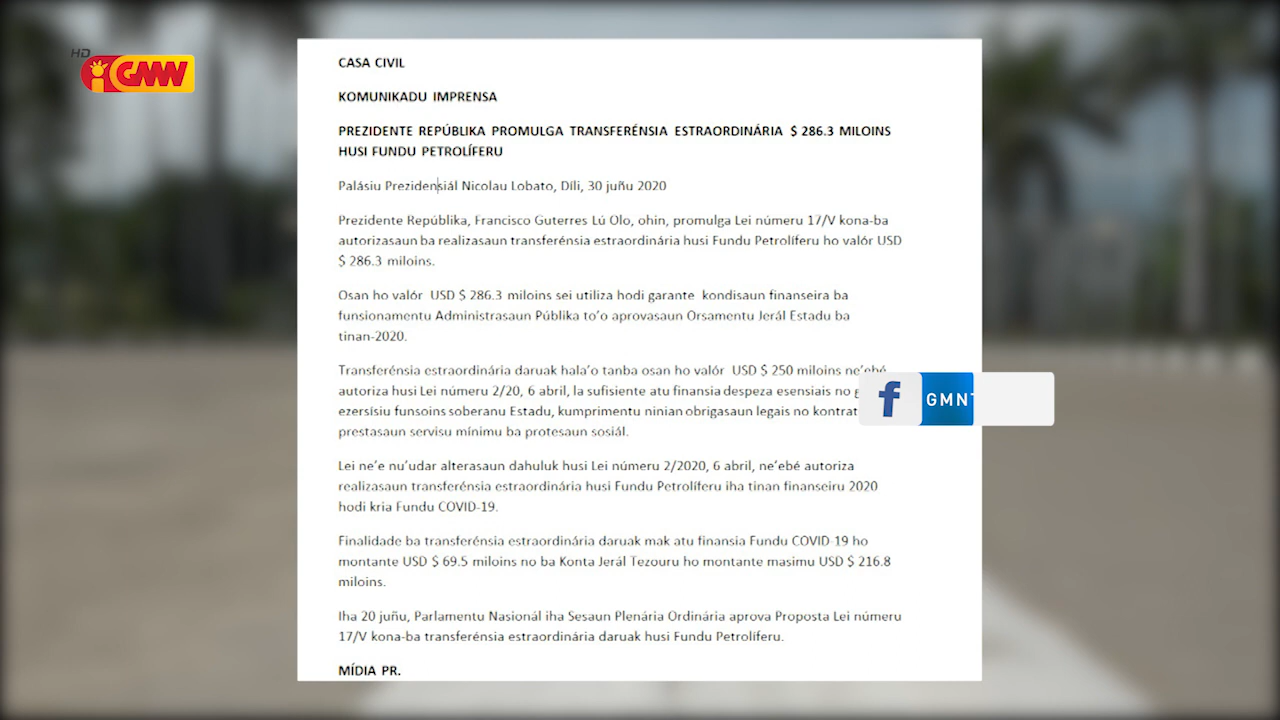 HD
GMN
CASA CIVIL
KOMUNIKADU IMPRENSA
PREZIDENTE REPÚBLIKA PROMULGA TRANSFERÉNSIA ESTRAORDINÁRIA $ 286.3 MILOINS
HUSI FUNDU PETROLÍFERU
Palásiu Prezidensiál Nicolau Lobato, Díli, 30 juñu 2020
Prezidente Repúblika, Francisco Guterres Lú Olo, ohin, promulga Lei númeru 17/V kona-ba
autorizasaun ba realizasaun transferénsia estraordinária husi Fundu Petrolíferu ho valór USD
$ 286.3 miloins.
Osan ho valór USD $ 286.3 miloins sei utiliza hodi garante kondisaun finanseira ba
funsionamentu Administrasaun Públika to'o aprovasaun Orsamentu Jerál Estadu ba
tinan-2020.
Transferénsia estraordinária daruak hala'o tanba osan ho valór USD $ 250 miloins ne'ebé
autoriza husi Lei númeru 2/20, 6 abril, la sufisiente atu finansia despeza esensiais no
ezersísiu funsoins soberanu Estadu, kumprimentu ninian obrigasaun legais no kontrat
prestasaun servisu mínimu ba protesaun sosiál.
f GMNT
Lei ne'e nu'udar alterasaun dahuluk husi Lei númeru 2/2020, 6 abril, ne'ebé autoriza
realizasaun transferénsia estraordinária husi Fundu Petrolíferu iha tinan finanseiru 2020
hodi kria Fundu COVID-19.
Finalidade ba transferénsia estraordinária daruak mak atu finansia Fundu COVID-19 ho
montante USD $ 69.5 miloins no ba Konta Jerál Tezouru ho montante masimu USD $ 216.8
miloins.
Iha 20 juñu, Parlamentu Nasionál iha Sesaun Plenária Ordinária aprova Proposta Lei númeru
17/V kona-ba transferénsia estraordinária daruak husi Fundu Petrolíferu.
MÍDIA PR.